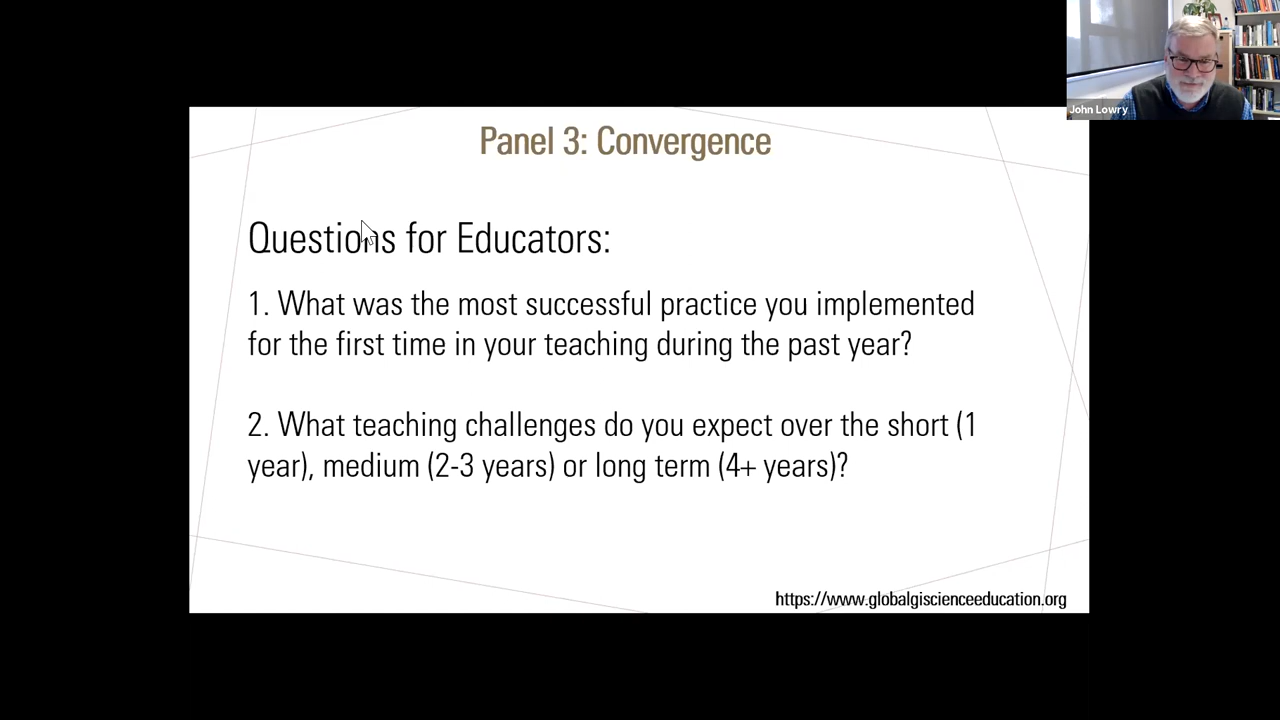 John Lowry
Panel 3: Convergence
Questions for Educators:
1. What was the most successful practice you implemented
for the first time in your teaching during the past year?
2. What teaching challenges do you expect over the short (1
year), medium (2-3 years) or long term (4+ years)?
https://www.globalgiscienceeducation.org